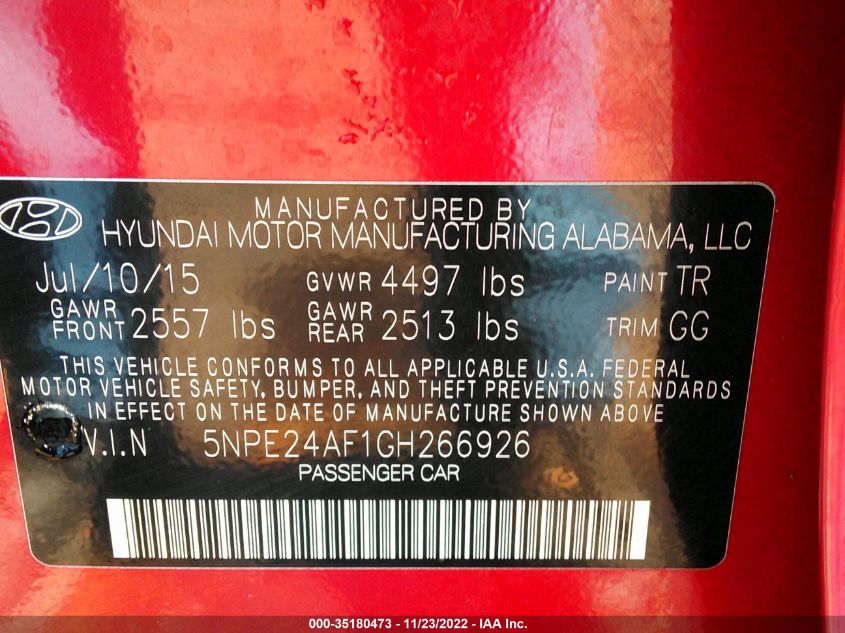 MANUFACTURED BY
HYUNDAI MOTOR MANUFACTURING ALABAMA, LLC
Jul/10/15 GVWR 4497 lbs PAINT TR
GAWR FRONT 2557 lbs GAWR REAR 2513 lbs TRIM GG
THIS VEHICLE CONFORMS TO ALL APPLICABLE U.S.A. FEDERAL
MOTOR VEHICLE SAFETY, BUMPER, AND THEFT PREVENTION STANDARDS
IN EFFECT ON THE DATE OF MANUFACTURE SHOWN ABOVE
V.I.N 5NPE24AF1GH266926
PASSENGER CAR
000-35180473 - 11/23/2022 - IAA Inc.